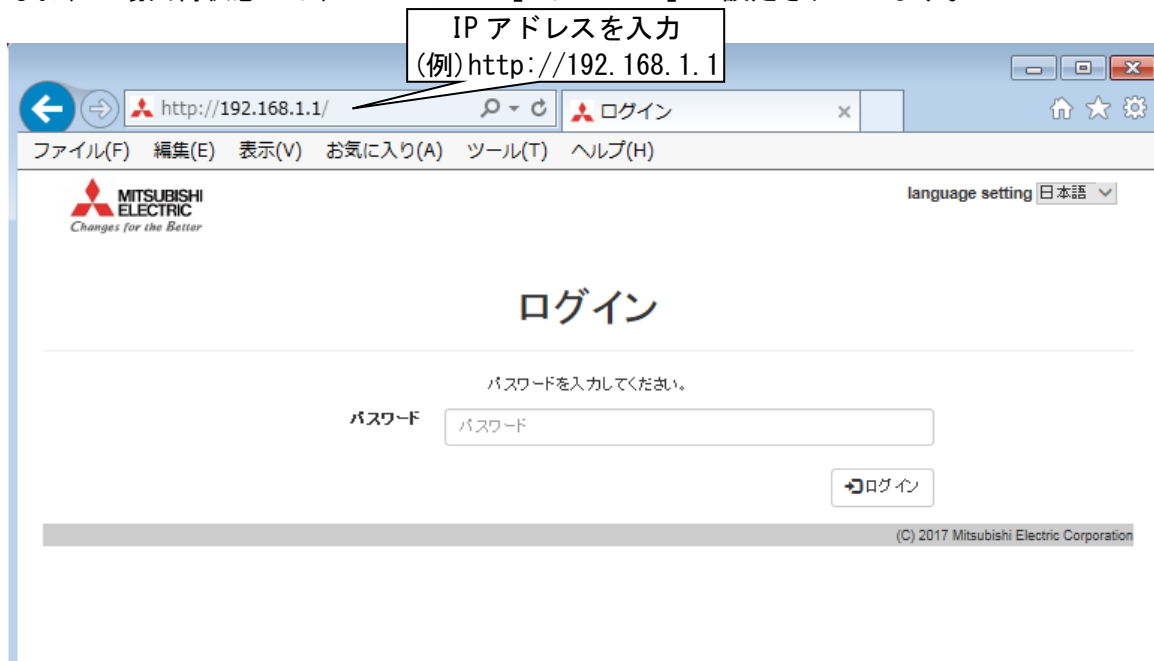 IP アドレスを入力
(例)http://192.168.1.1
http://192.168.1.1/
ログイン
ファイル(F) 編集(E) 表示(V) お気に入り(A) ツール(T) ヘルプ(H)
MITSUBISHI
ELECTRIC
Changes for the Better
language setting 日本語
ログイン
パスワードを入力してください。
パスワード
パスワード
ログイン
(C) 2017 Mitsubishi Electric Corporation